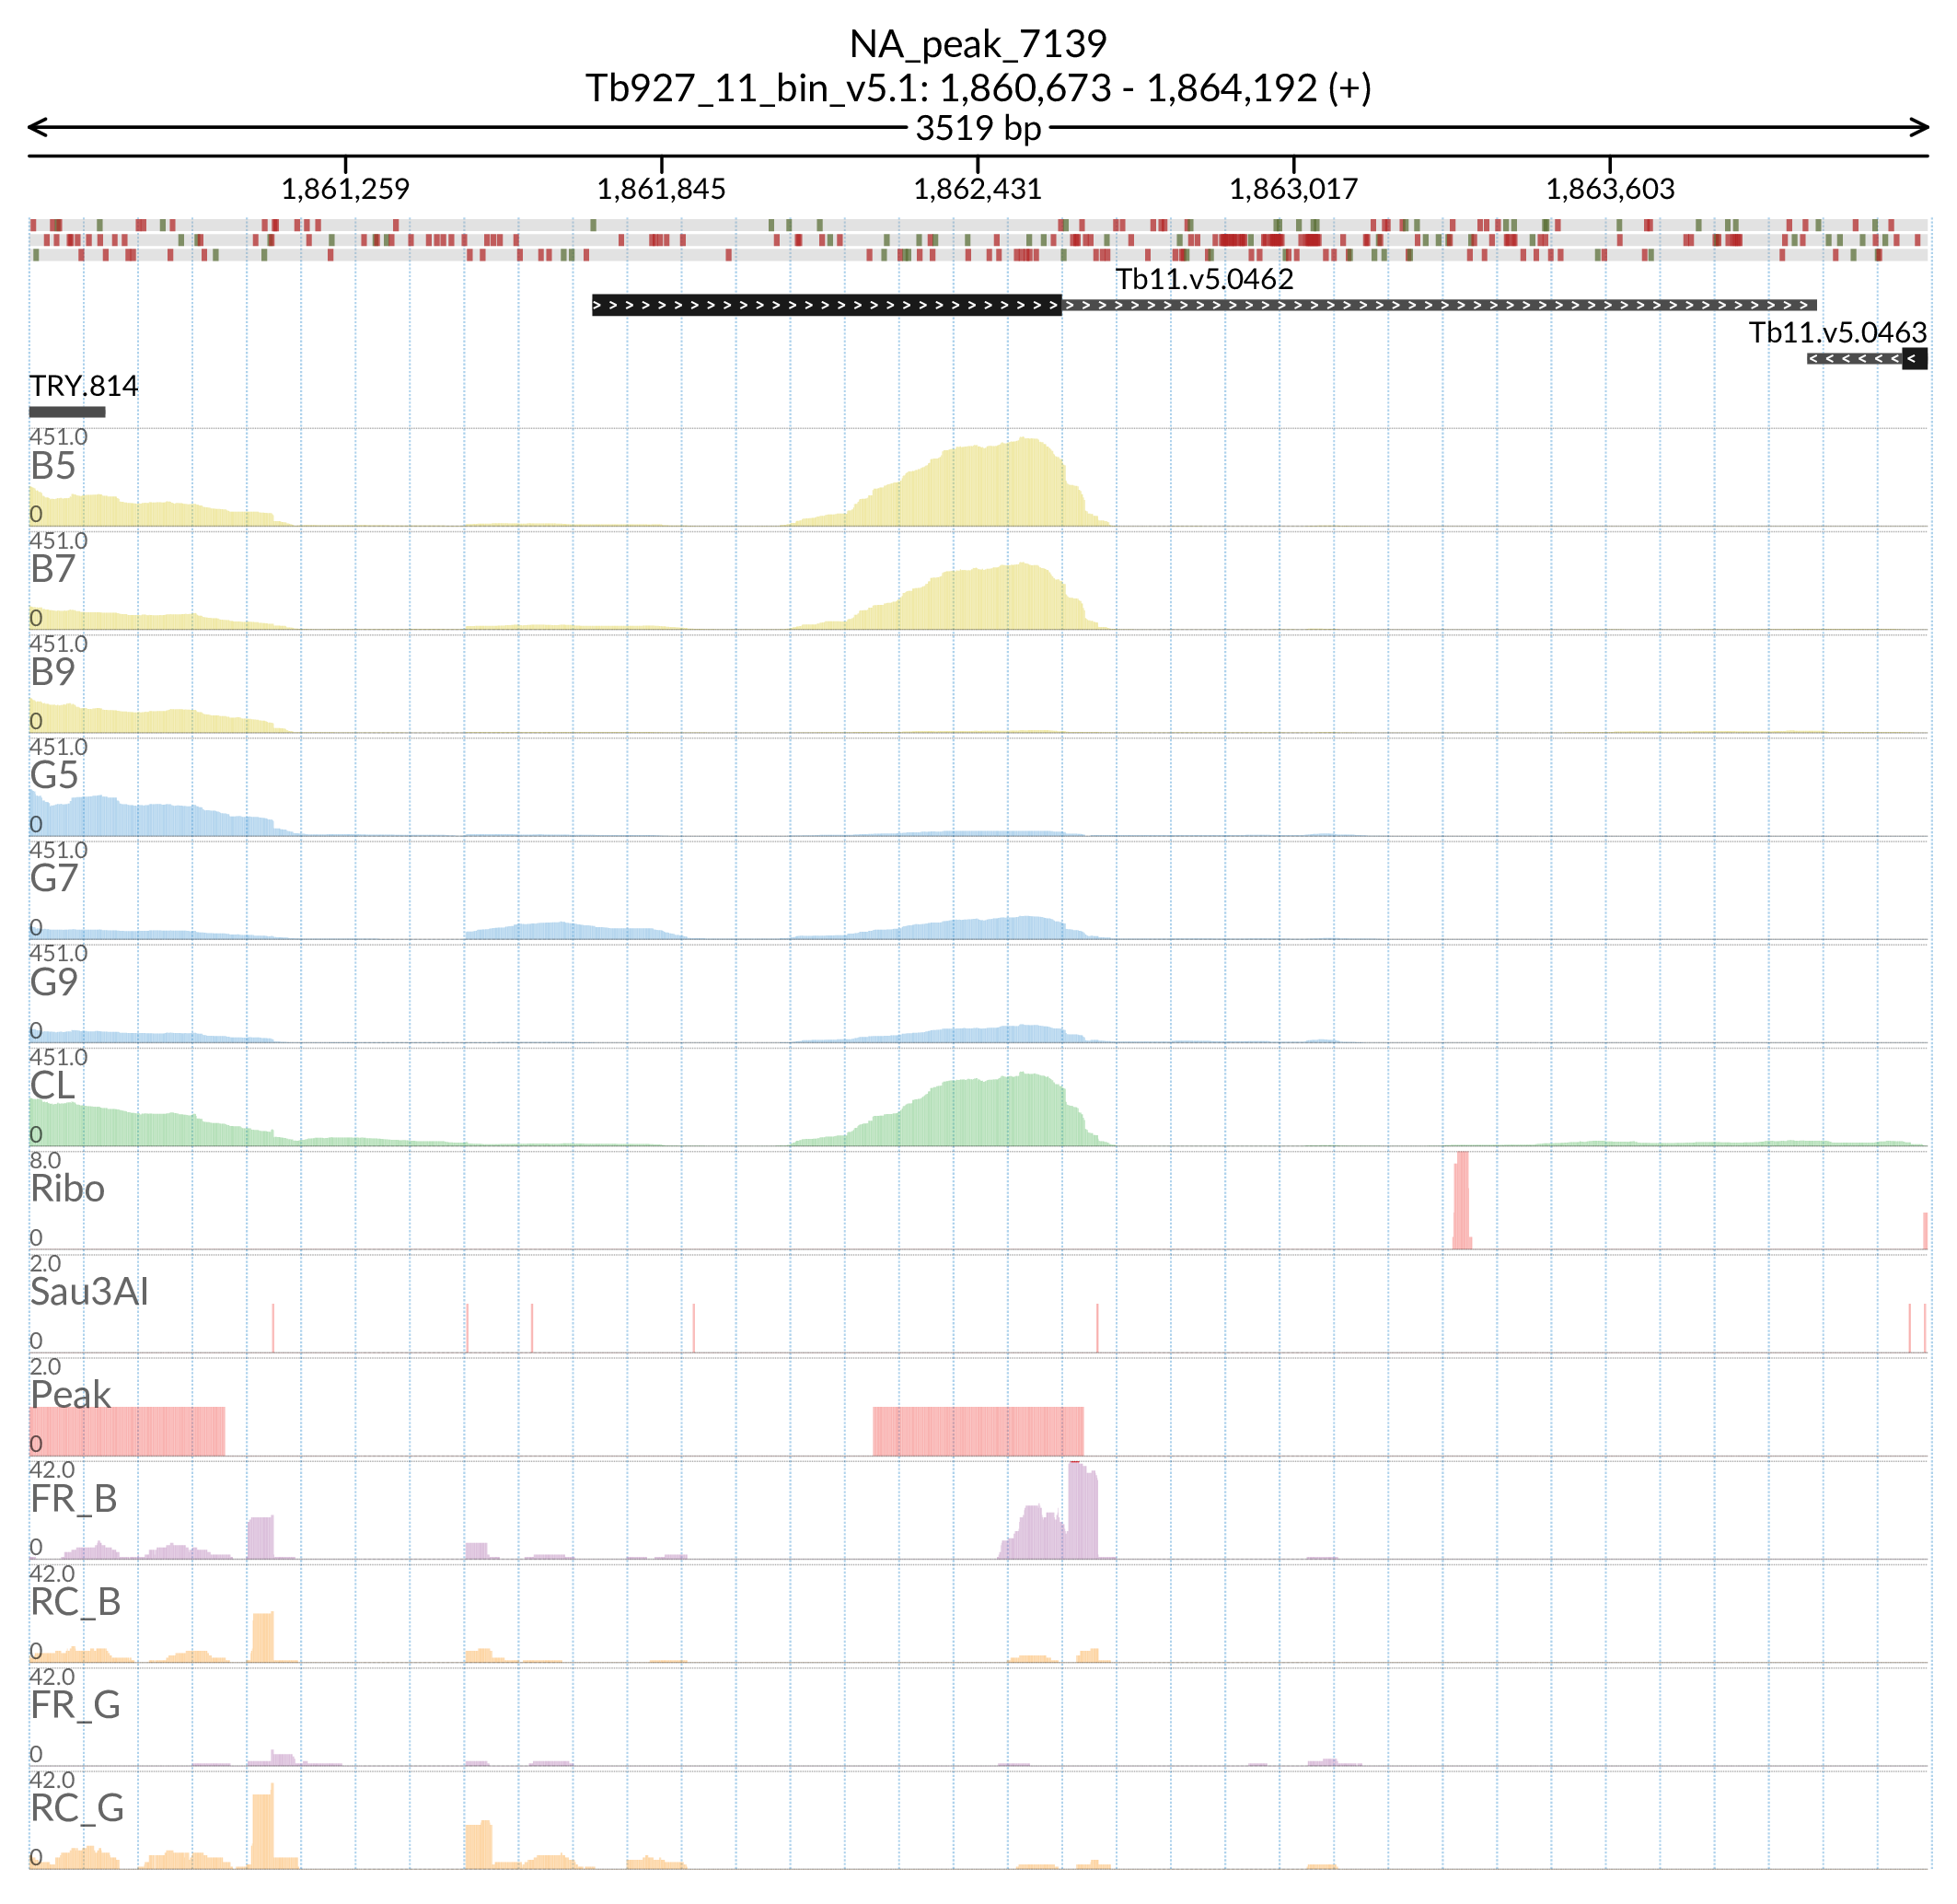 NA_peak_7139
Tb927_11_bin_v5.1: 1,860,673 - 1,864,192 (+)
3519 bp
1,861,259 1,861,845 1,862,431 1,863,017 1,863,603
Tb11.v5.0462
Tb11.v5.0463
TRY.814
451.0
B5
0
451.0
B7
0
451.0
B9
0
451.0
G5
0
451.0
G7
0
451.0
G9
0
451.0
CL
0
8.0
Ribo
0
2.0
Sau3AI
0
2.0
Peak
0
42.0
FR_B
0
42.0
RC_B
0
42.0
FR_G
0
42.0
RC_G
0